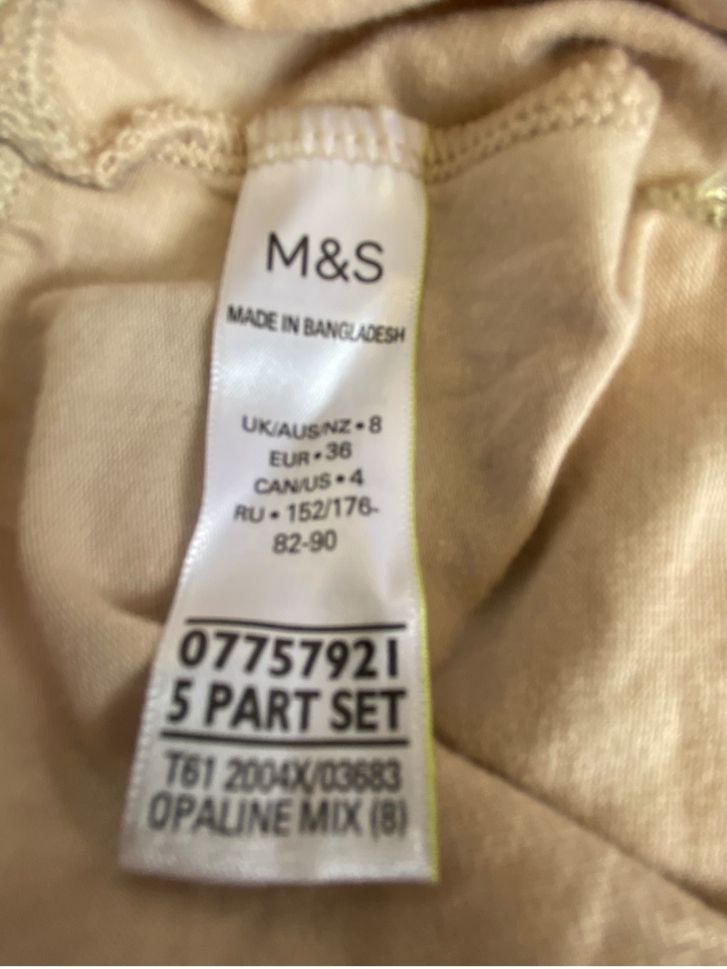 M&S
MADE IN BANGLADESH
UK/AUS/NZ • 8
EUR • 36
CAN/US • 4
RU • 152/176-
82-90
07757921
5 PART SET
T61 2004X/03683
OPALINE MIX (8)